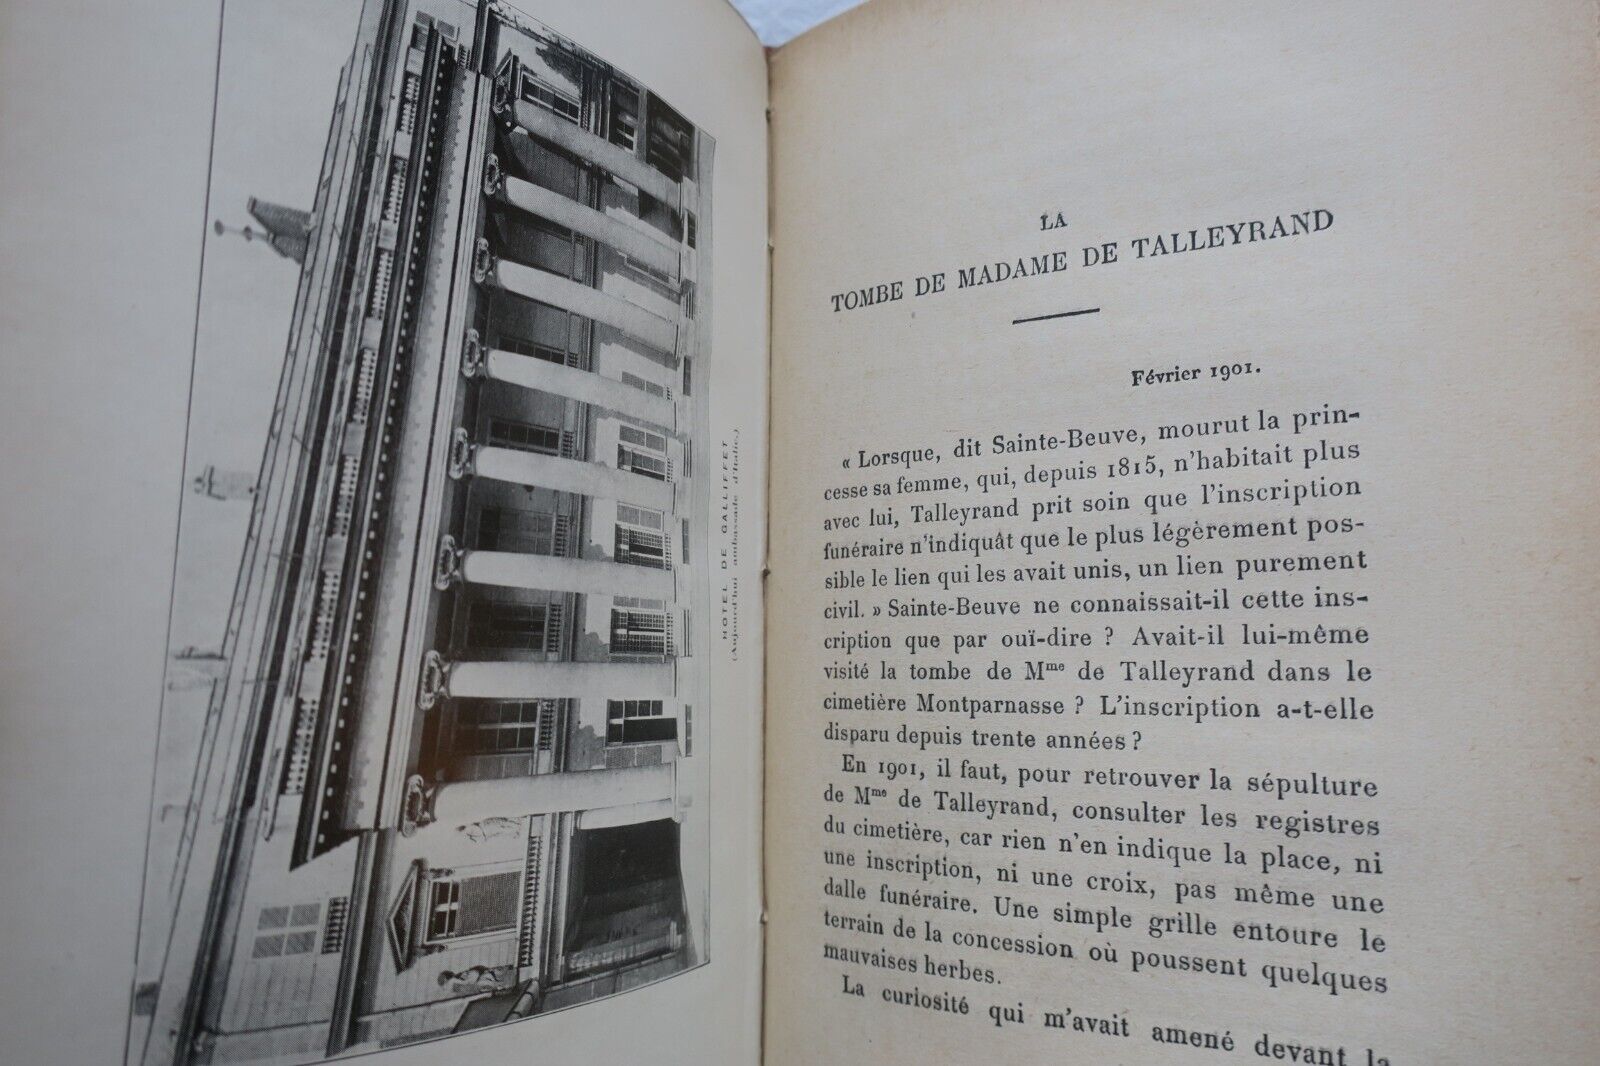 HOTEL DE GALLIFFET
(Aujourd'hui ambassade d'Italie.)
LA
TOMBE DE MADAME DE TALLEYRAND
Février 1901.
« Lorsque, dit Sainte-Beuve, mourut la prin-
cesse sa femme, qui, depuis 1815, n'habitait plus
avec lui, Talleyrand prit soin que l'inscription
funéraire n'indiquât que le plus légèrement pos-
sible le lien qui les avait unis, un lien purement
civil. » Sainte-Beuve ne connaissait-il cette ins-
cription que par ouï-dire ? Avait-il lui-même
visité la tombe de Mme de Talleyrand dans le
cimetière Montparnasse ? L'inscription a-t-elle
disparu depuis trente années ?
En 1901, il faut, pour retrouver la sépulture
de Mme de Talleyrand, consulter les registres
du cimetière, car rien n'en indique la place, ni
une inscription, ni une croix, pas même une
dalle funéraire. Une simple grille entoure le
terrain de la concession où poussent quelques
mauvaises herbes.
La curiosité qui m'avait amené devant la